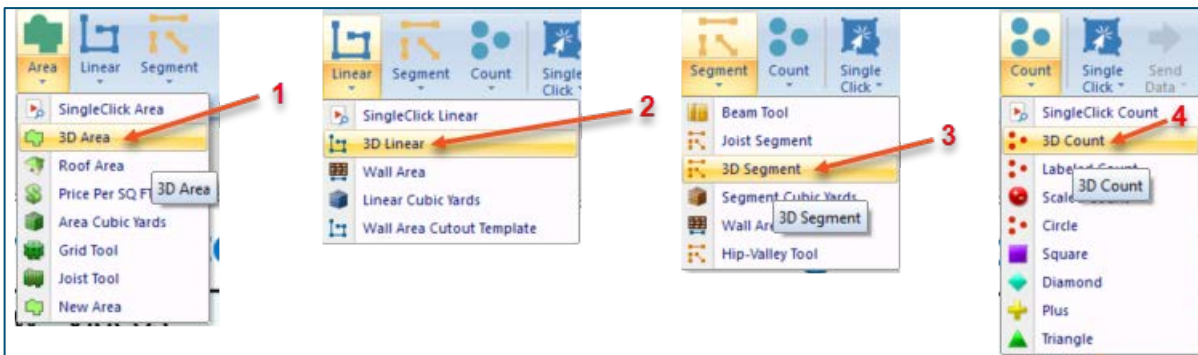 Area Linear Segment
SingleClick Area
3D Area
Roof Area
Price Per SQ FT
3D Area
Area Cubic Yards
Grid Tool
Joist Tool
New Area
1
Linear Segment Count Single Click
SingleClick Linear
3D Linear
Wall Area
Linear Cubic Yards
Wall Area Cutout Template
2
Segment Count Single Click
Beam Tool
Joist Segment
3D Segment
Segment Cubic Yards
3D Segment
Wall
Hip-Valley Tool
3
Count Single Click Send Data
SingleClick Count
3D Count
3D Count
Circle
Square
Diamond
Plus
Triangle
4